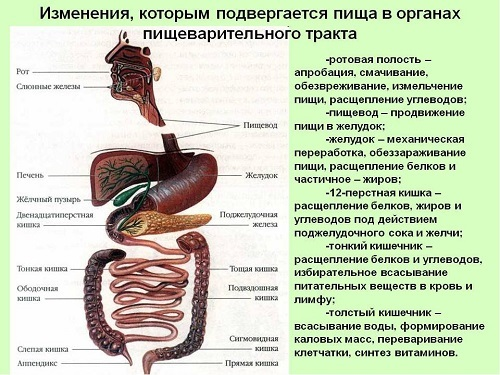 Изменения, которым подвергается пища в органах
пищеварительного тракта
Рот
Слюнные железы
Пищевод
Печень
Желудок
Жёлчный пузырь
Двенадцатиперстная
кишка
Поджелудочная
железа
Тонкая кишка
Тощая кишка
Ободочная
кишка
Подвздошная
кишка
Сигмовидная
кишка
Слепая кишка
Аппендикс
Прямая кишка
-ротовая полость –
апробация, смачивание,
обезвреживание, измельчение
пищи, расщепление углеводов;
-пищевод – продвижение
пищи в желудок;
-желудок – механическая
переработка, обеззараживание
пищи, расщепление белков и
частичное – жиров;
-12-перстная кишка –
расщепление белков, жиров и
углеводов под действием
поджелудочного сока и желчи;
-тонкий кишечник –
расщепление белков и углеводов,
избирательное всасывание
питательных веществ в кровь и
лимфу;
-толстый кишечник –
всасывание воды, формирование
каловых масс, переваривание
клетчатки, синтез витаминов.